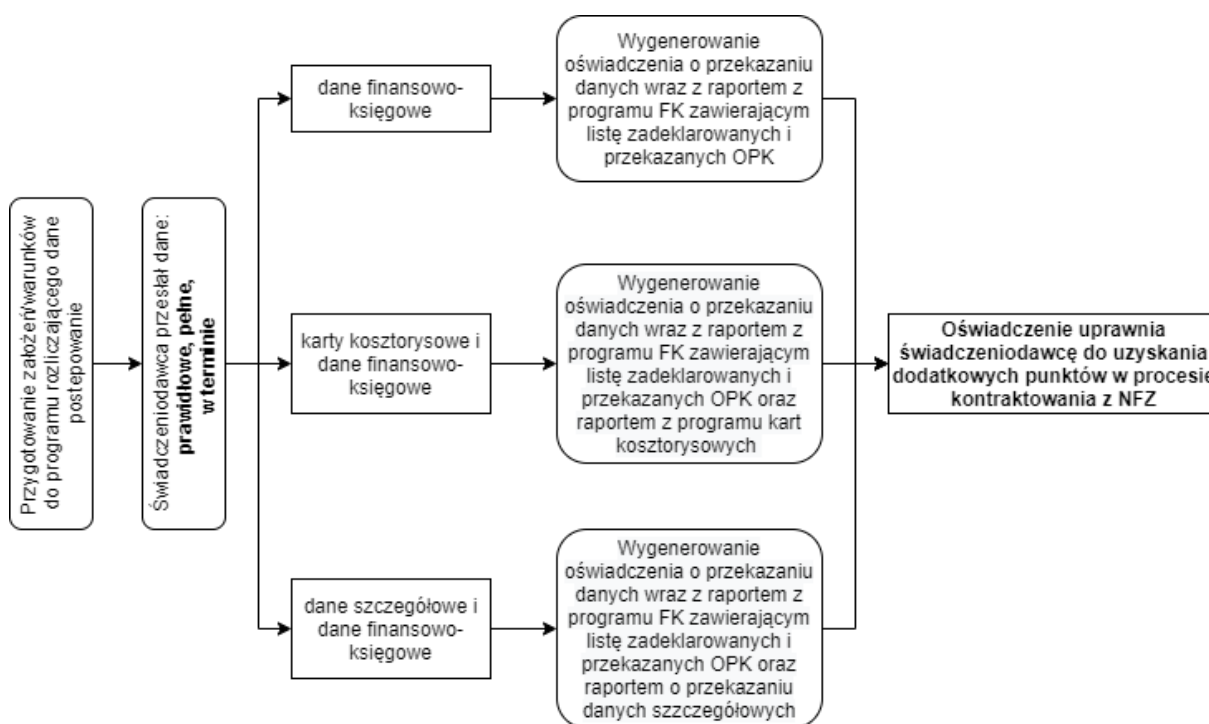 Przygotowanie założeń/warunków
do programu rozliczającego dane
postepowanie
Świadczeniodawca przesłał dane:
prawidłowe, pełne,
w terminie
dane finansowo-
księgowe
Wygenerowanie
oświadczenia o przekazaniu
danych wraz z raportem z
programu FK zawierającym
listę zadeklarowanych i
przekazanych OPK
karty kosztorysowe i
dane finansowo-
księgowe
Wygenerowanie
oświadczenia o przekazaniu
danych wraz z raportem z
programu FK zawierającym
listę zadeklarowanych i
przekazanych OPK oraz
raportem z programu kart
kosztorysowych
dane szczegółowe i
dane finansowo-
księgowe
Wygenerowanie
oświadczenia o przekazaniu
danych wraz z raportem z
programu FK zawierającym
listę zadeklarowanych i
przekazanych OPK oraz
raportem o przekazaniu
danych szzczegółowych
Oświadczenie uprawnia
świadczeniodawcę do uzyskania
dodatkowych punktów w procesie
kontraktowania z NFZ